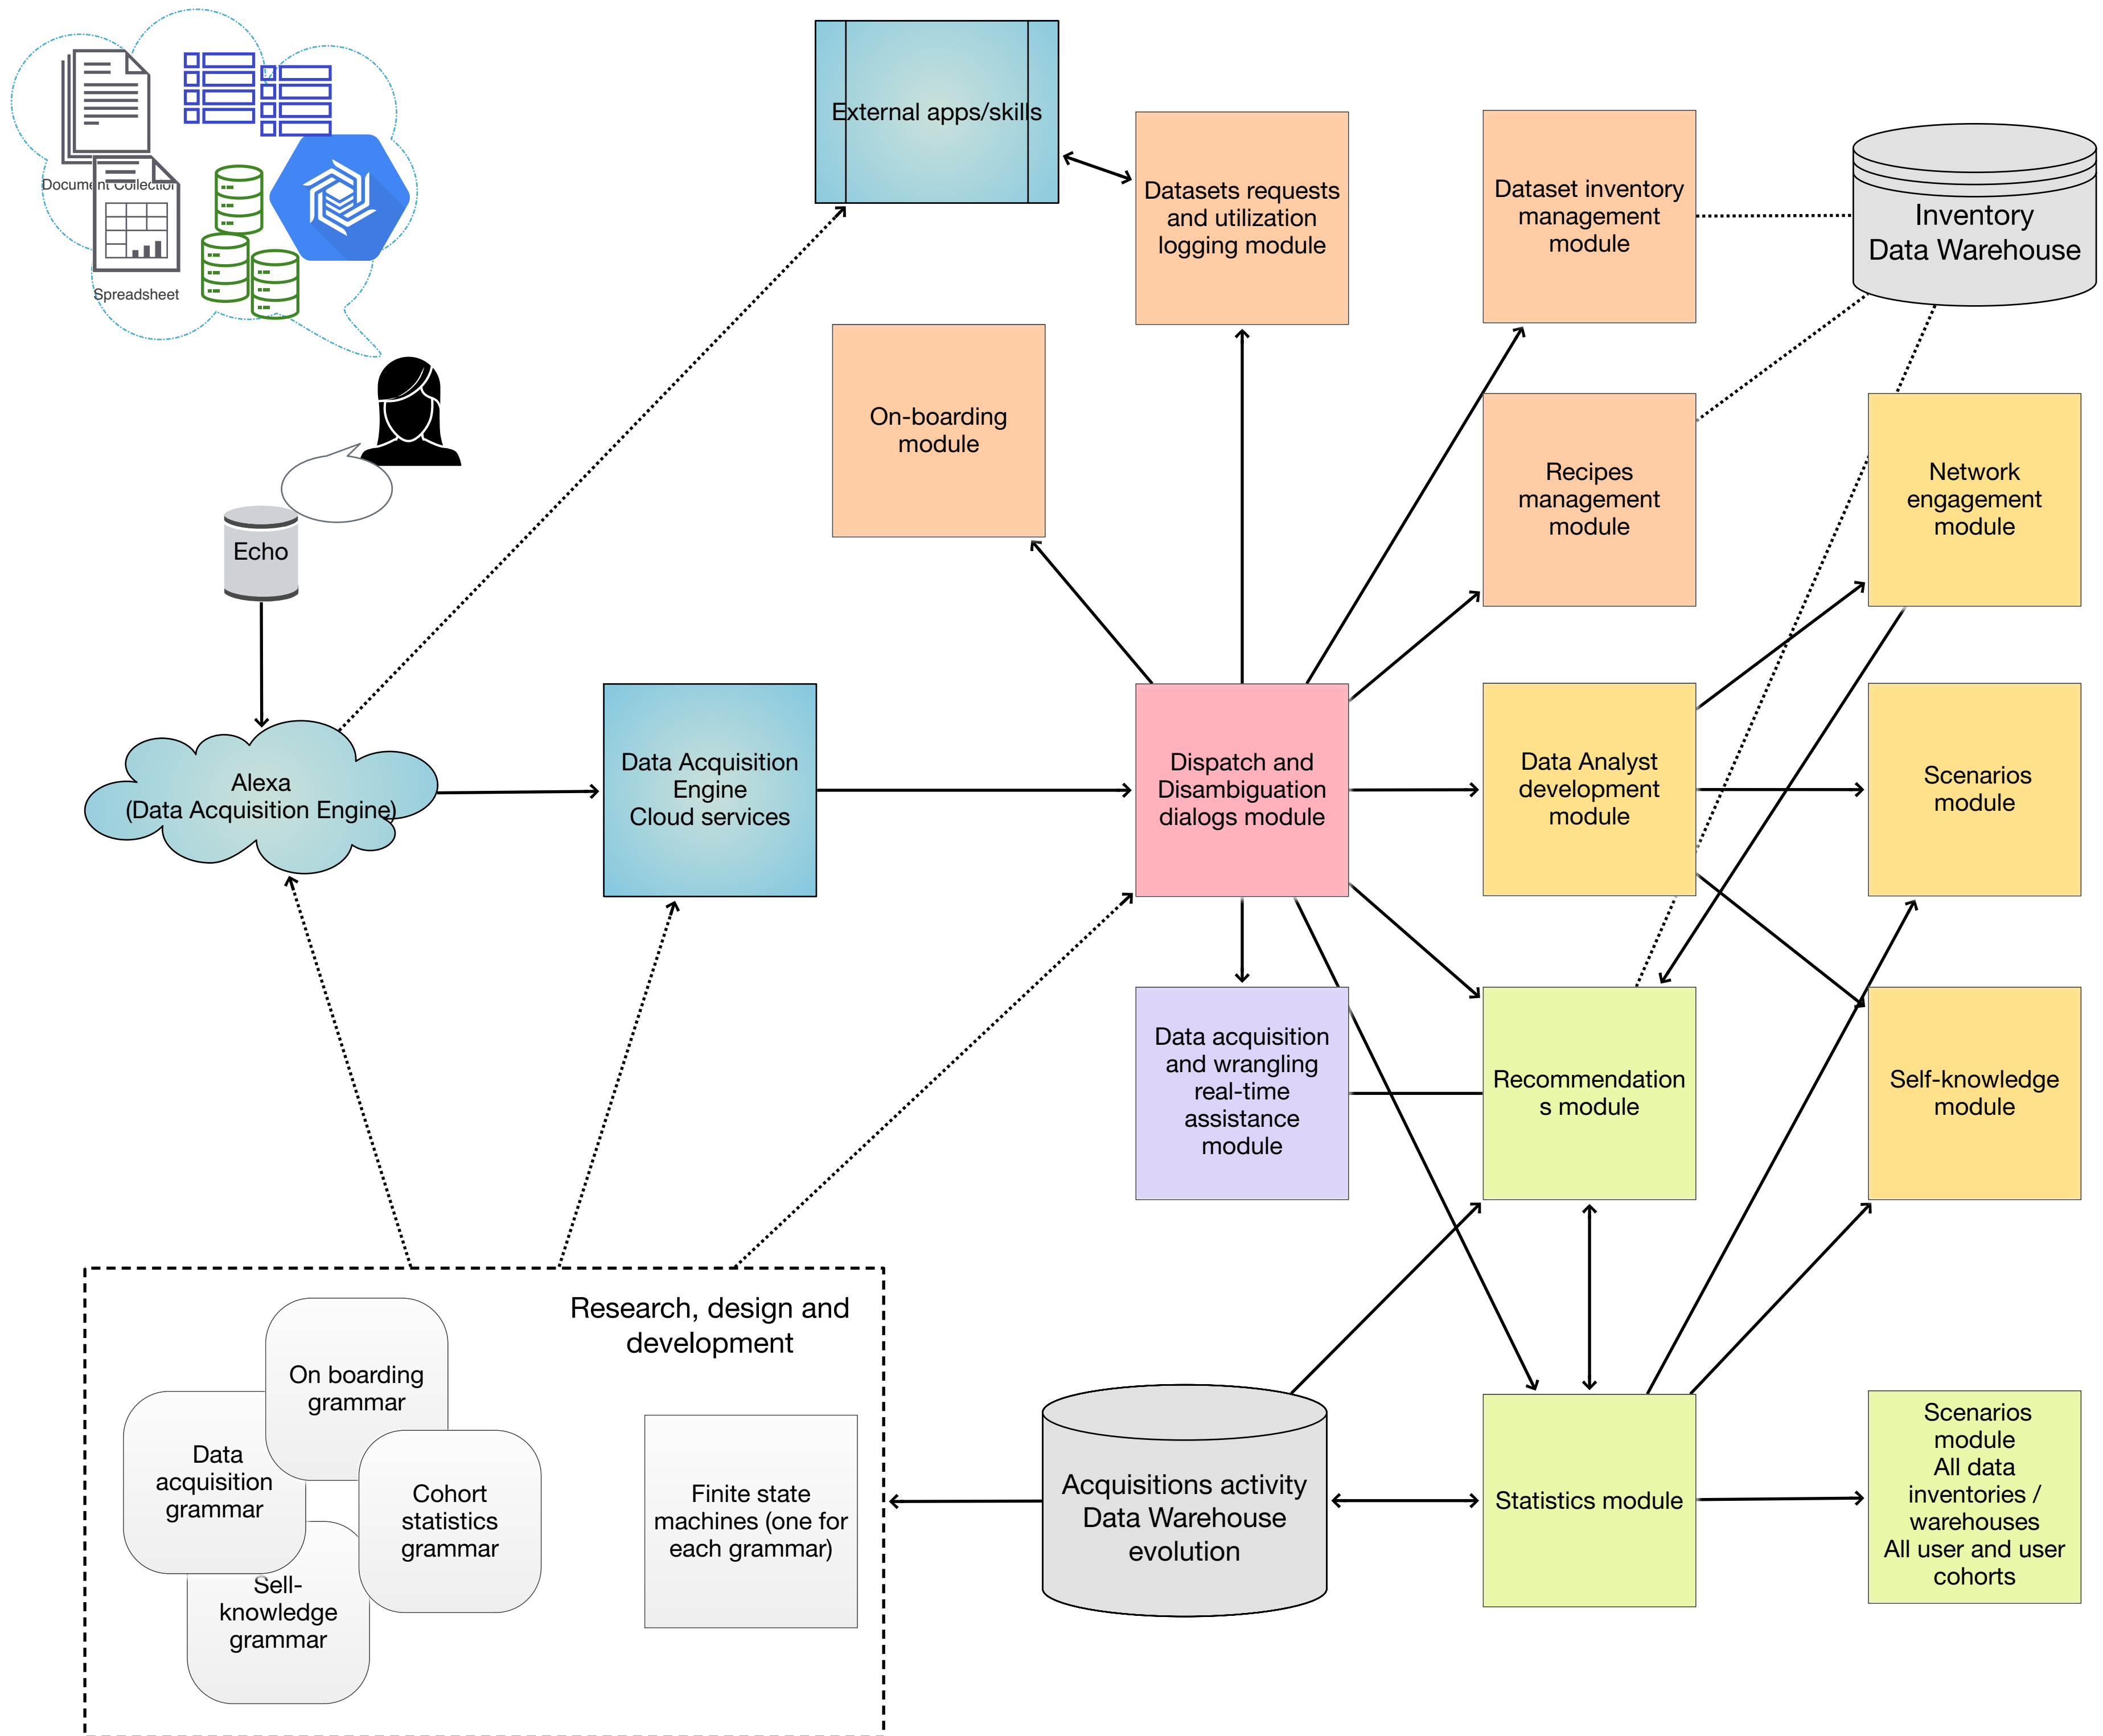 Document Collection
Spreadsheet
Echo
External apps/skills
Datasets requests
and utilization
logging module
Dataset inventory
management
module
Inventory
Data Warehouse
On-boarding
module
Recipes
management
module
Network
engagement
module
Alexa
(Data Acquisition Engine)
Data Acquisition
Engine
Cloud services
Dispatch and
Disambiguation
dialogs module
Data Analyst
development
module
Scenarios
module
Data acquisition
and wrangling
real-time
assistance
module
Recommendation
s module
Self-knowledge
module
Research, design and
development
On boarding
grammar
Data
acquisition
grammar
Cohort
statistics
grammar
Sell-
knowledge
grammar
Finite state
machines (one for
each grammar)
Acquisitions activity
Data Warehouse
evolution
Statistics module
Scenarios
module
All data
inventories /
warehouses
All user and user
cohorts